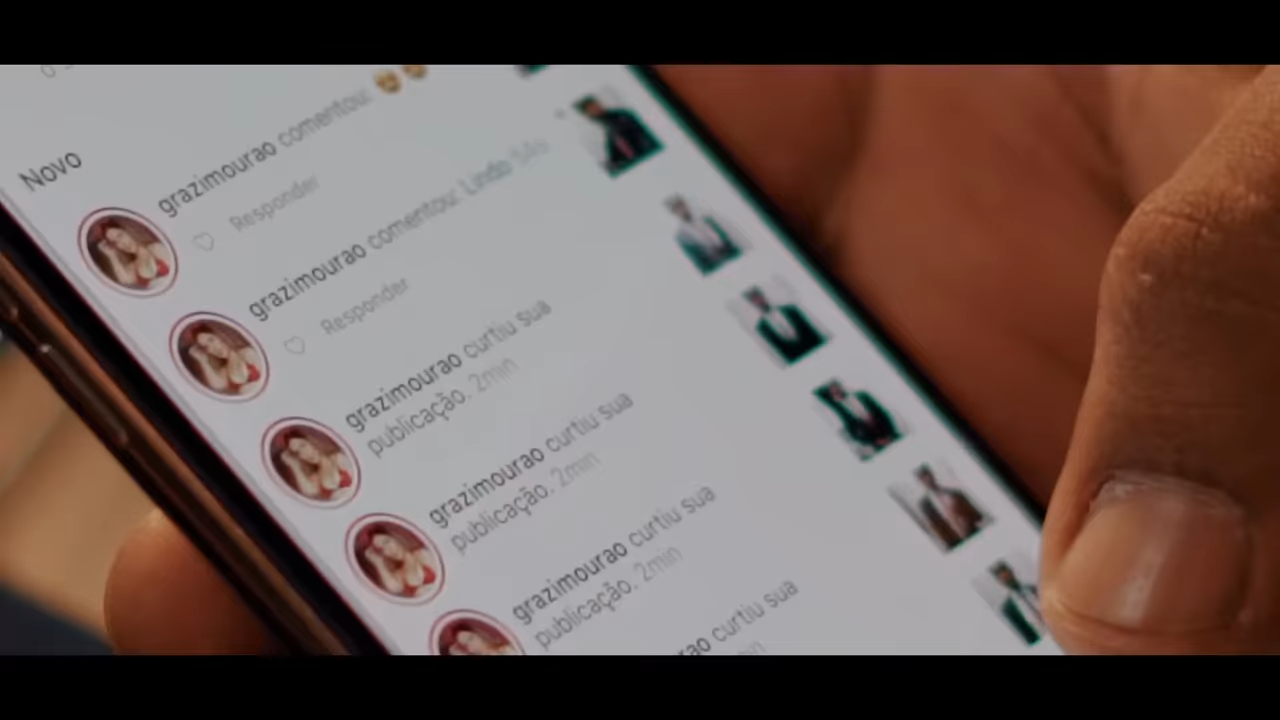 Novo
grazimourao comentou: 😍😍
Responder
grazimourao comentou: Lindo
Responder
grazimourao curtiu sua
publicação. 2min
grazimourao curtiu sua
publicação. 2min
grazimourao curtiu sua
publicação. 2min
ao curtiu sua